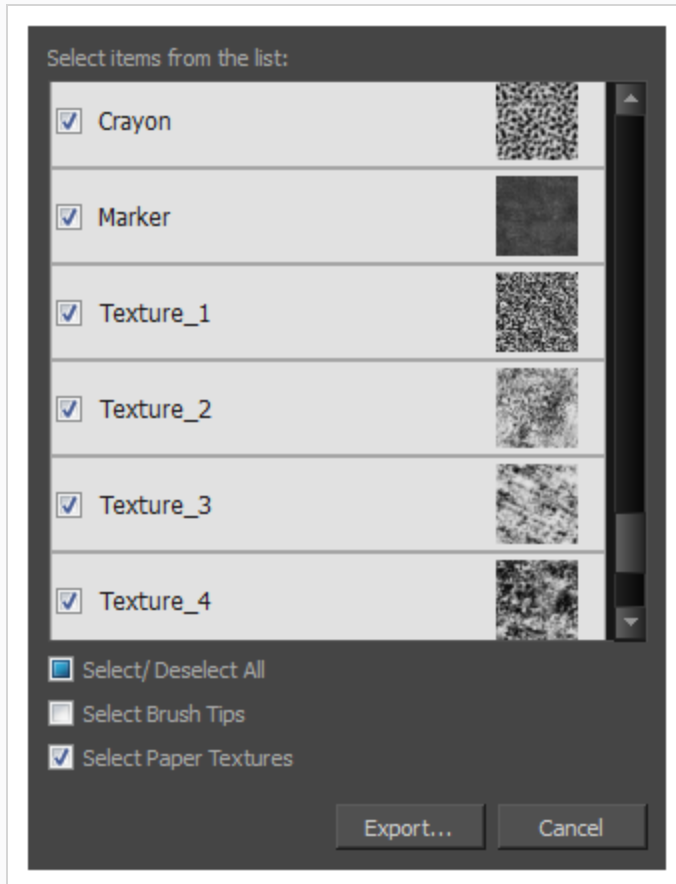 Select items from the list:
Crayon
Marker
Texture_1
Texture_2
Texture_3
Texture_4
Select/ Deselect All
Select Brush Tips
Select Paper Textures
Export... Cancel